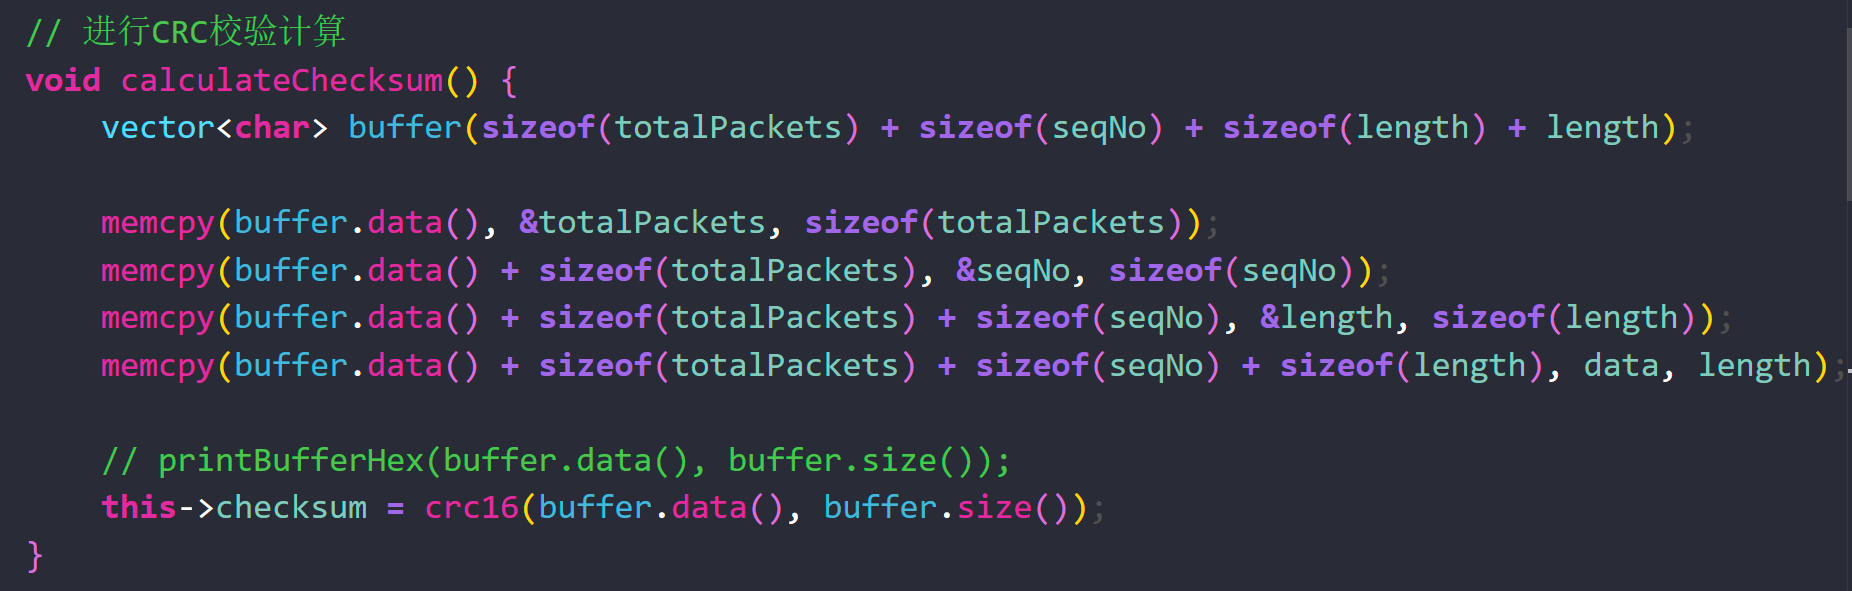 // 进行CRC校验计算
void calculateChecksum() {
    vector<char> buffer(sizeof(totalPackets) + sizeof(seqNo) + sizeof(length) + length);
    memcpy(buffer.data(), &totalPackets, sizeof(totalPackets));
    memcpy(buffer.data() + sizeof(totalPackets), &seqNo, sizeof(seqNo));
    memcpy(buffer.data() + sizeof(totalPackets) + sizeof(seqNo), &length, sizeof(length));
    memcpy(buffer.data() + sizeof(totalPackets) + sizeof(seqNo) + sizeof(length), data, length);
    // printBufferHex(buffer.data(), buffer.size());
    this->checksum = crc16(buffer.data(), buffer.size());
}